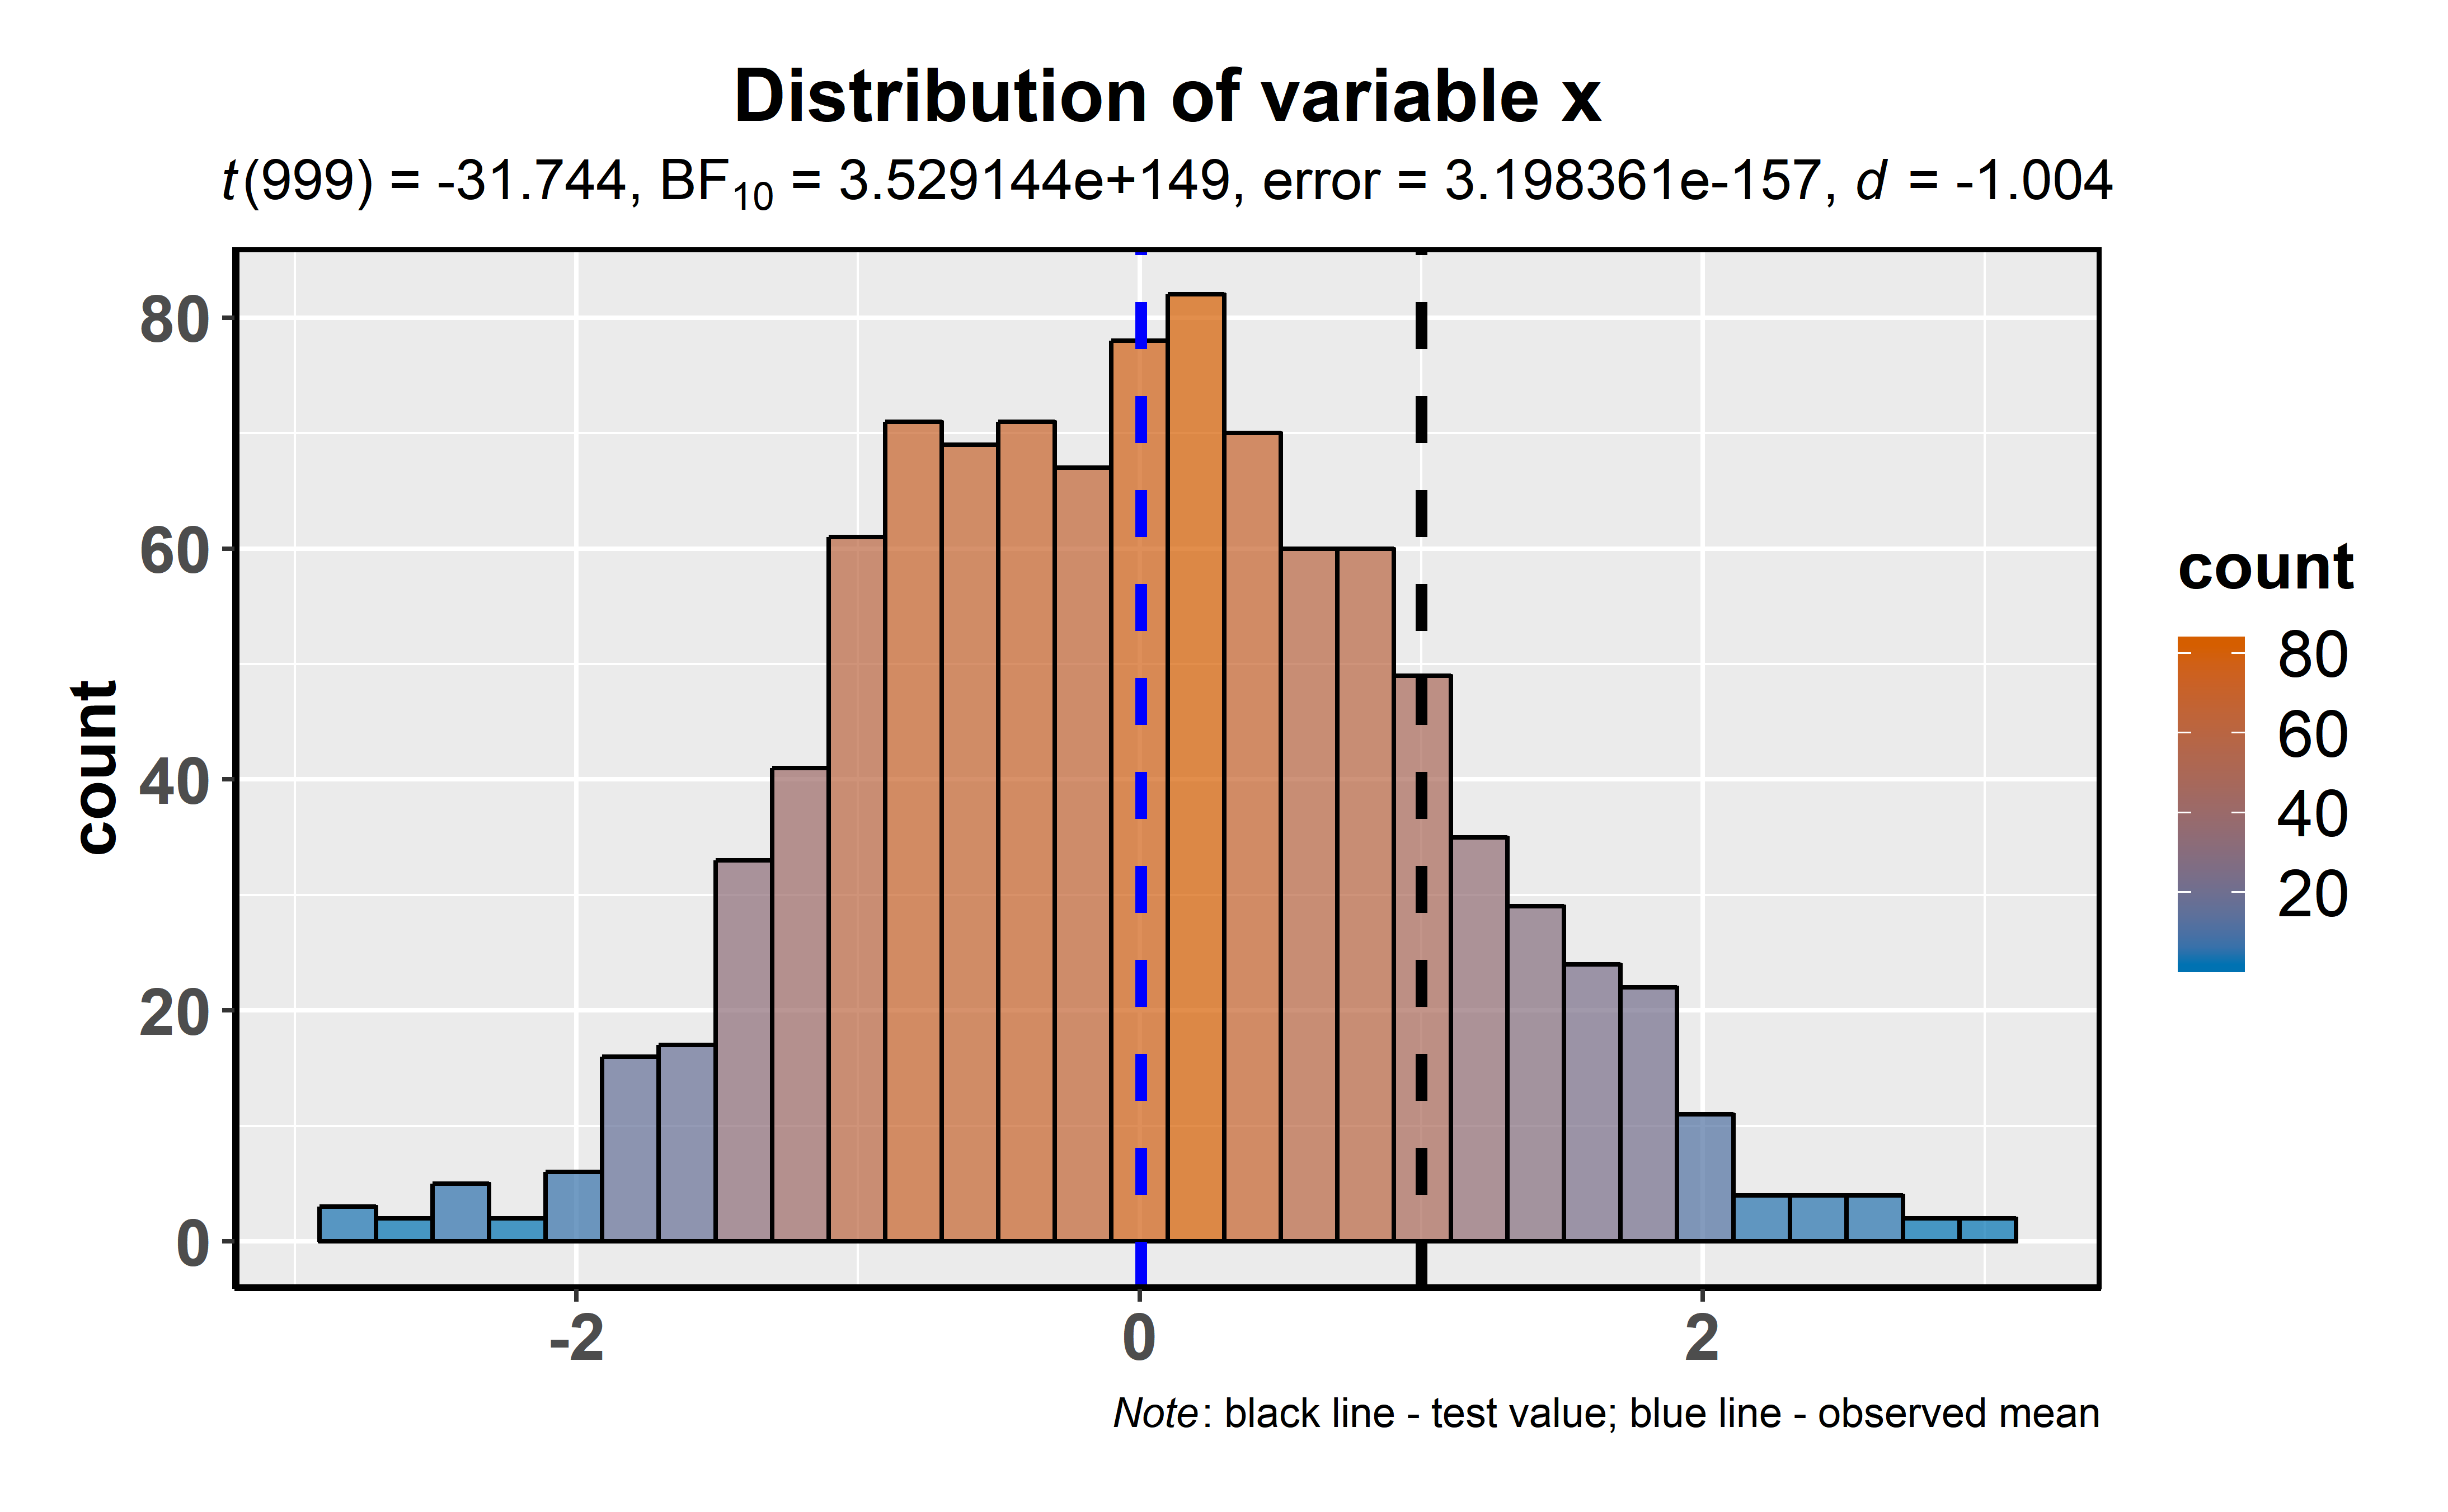 Distribution of variable x
t(999) = -31.744, BF₁₀ = 3.529144e+149, error = 3.198361e-157, d = -1.004
count
80
60
40
20
0
-2 0 2
count
80
60
40
20
Note: black line - test value; blue line - observed mean